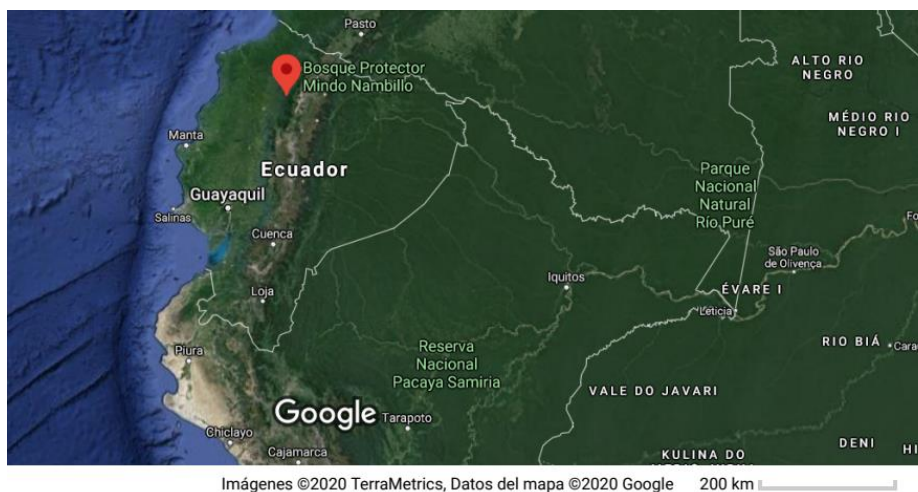 Pasto
Bosque Protector
Mindo Nambillo
ALTO RIO
NEGRO
MÉDIO RIO
NEGRO I
Manta
Ecuador
Parque
Nacional
Natural
Río Puré
Guayaquil
Salinas
Cuenca
São Paulo
de Olivença
Iquitos
Loja
ÉVARE I
Leticia
RIO BIÁ
Reserva
Nacional
Pacaya Samiria
Piura
VALE DO JAVARI
Google
Tarapoto
Chiclayo
Cajamarca
KULINA DO
DENI
Imágenes ©2020 TerraMetrics, Datos del mapa ©2020 Google 200 km